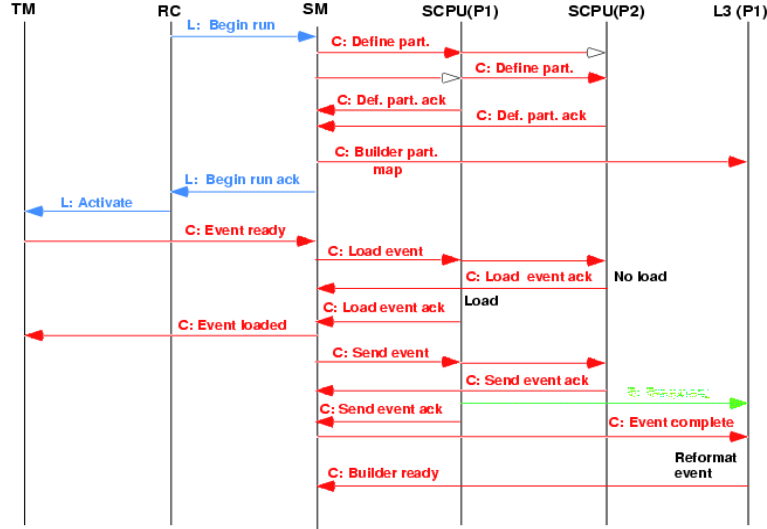 TM RC SM SCPU(P1) SCPU(P2) L3 (P1)
L: Begin run
C: Define part.
C: Define part.
C: Def. part. ack
C: Def. part. ack
C: Builder part.
map
L: Begin run ack
L: Activate
C: Event ready
C: Load event
C: Load event ack
No load
Load
C: Load event ack
C: Event loaded
C: Send event
C: Send event ack
C: Send event ack
C: Event complete
Reformat
event
C: Builder ready